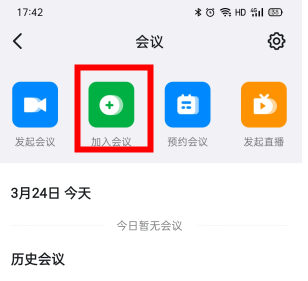 17:42
HD
会议
发起会议
加入会议
预约会议
发起直播
3月24日 今天
今日暂无会议
历史会议